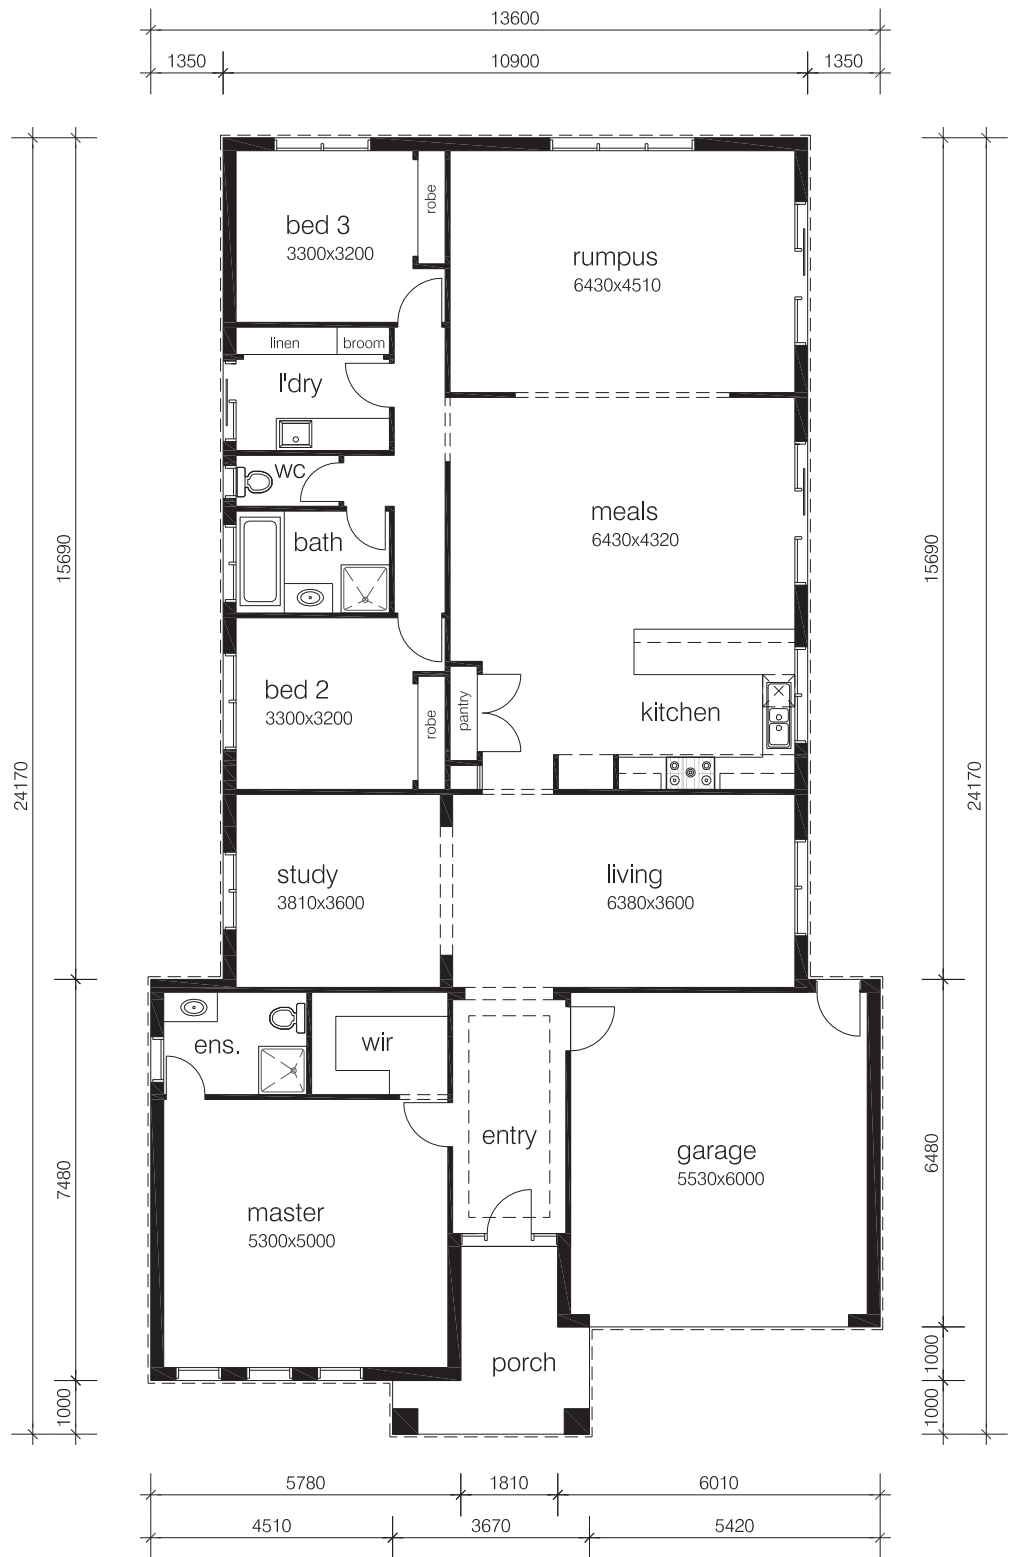 13600
1350
10900
1350
bed 3
3300x3200
robe
rumpus
6430x4510
linen
broom
l'dry
wc
bath
meals
6430x4320
15690
15690
bed 2
3300x3200
robe
pantry
kitchen
24170
24170
study
3810x3600
living
6380x3600
ens.
wir
entry
garage
5530x6000
7480
6480
master
5300x5000
porch
1000
1000
1000
5780
1810
6010
4510
3670
5420